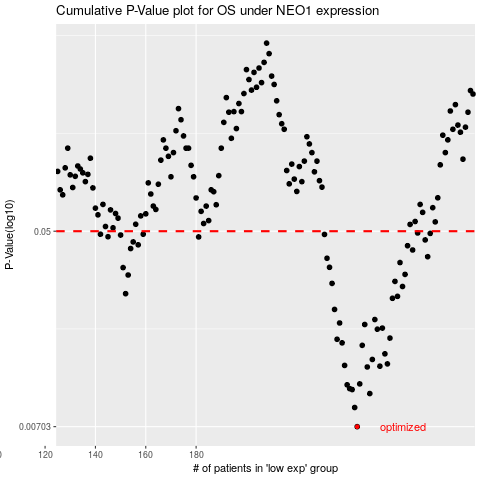 Cumulative P-Value plot for OS under NEO1 expression
P-Value(log10)
0.05
0.00703
optimized
0 120 140 160 180
# of patients in 'low exp' group